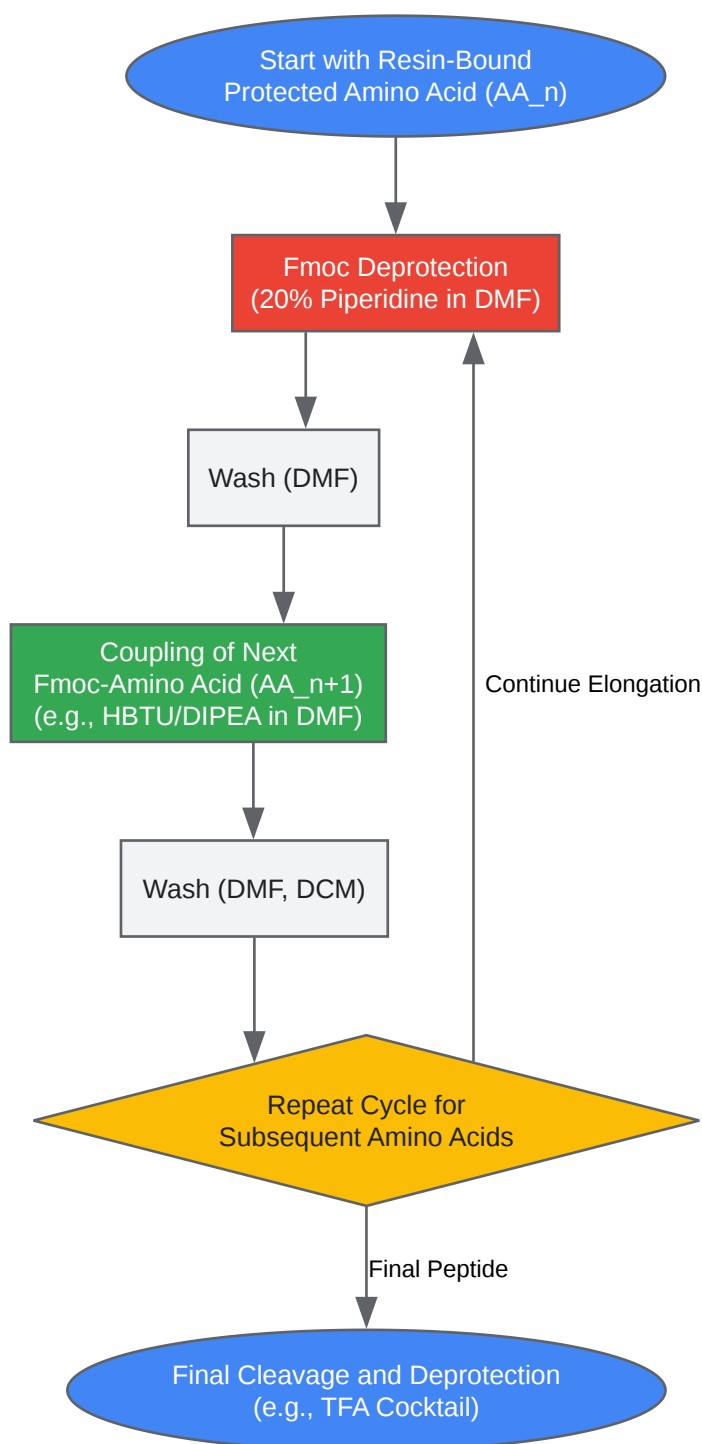 Start with Resin-Bound
Protected Amino Acid (AA_n)
Fmoc Deprotection
(20% Piperidine in DMF)
Wash (DMF)
Coupling of Next
Fmoc-Amino Acid (AA_n+1)
(e.g., HBTU/DIPEA in DMF)
Continue Elongation
Wash (DMF, DCM)
Repeat Cycle for
Subsequent Amino Acids
Final Peptide
Final Cleavage and Deprotection
(e.g., TFA Cocktail)